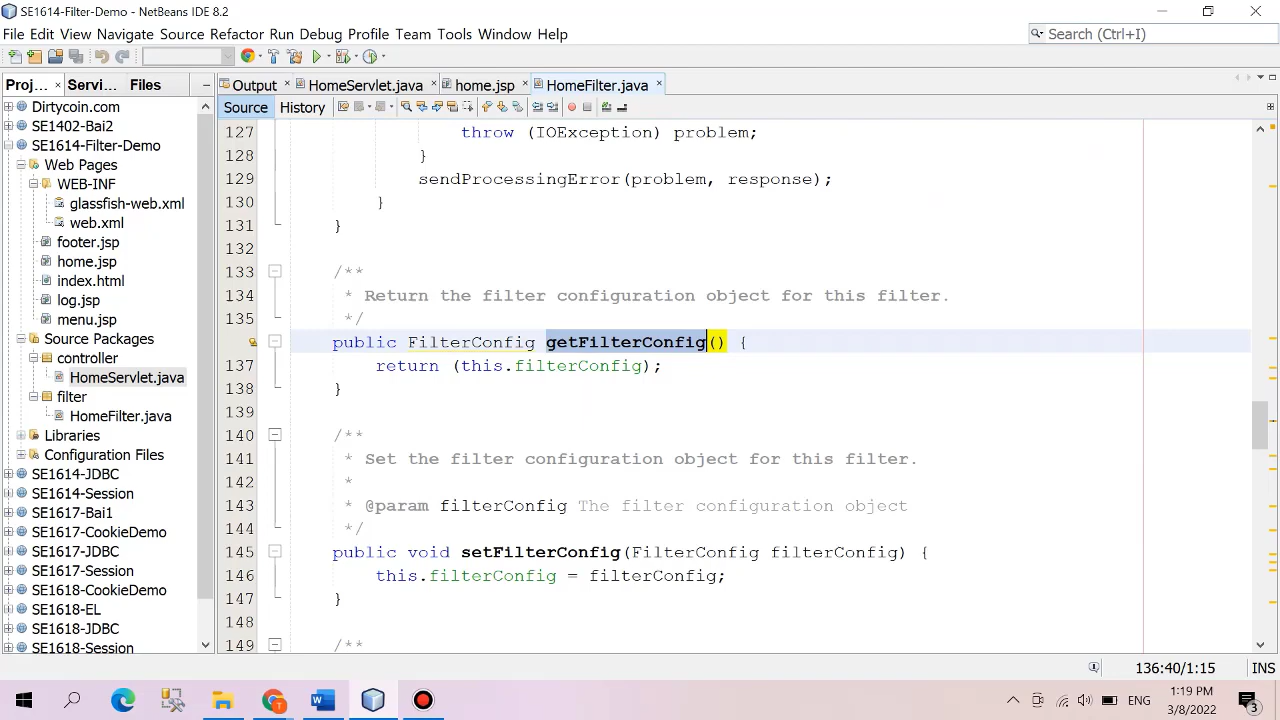 SE1614-Filter-Demo - NetBeans IDE 8.2
File Edit View Navigate Source Refactor Run Debug Profile Team Tools Window Help
Search (Ctrl+I)
Proj... × Servi... Files
Output × HomeServlet.java × home.jsp × HomeFilter.java ×
Source History
Dirtycoin.com
SE1402-Bai2
SE1614-Filter-Demo
Web Pages
WEB-INF
glassfish-web.xml
web.xml
footer.jsp
home.jsp
index.html
log.jsp
menu.jsp
Source Packages
controller
HomeServlet.java
filter
HomeFilter.java
Libraries
Configuration Files
SE1614-JDBC
SE1614-Session
SE1617-Bai1
SE1617-CookieDemo
SE1617-JDBC
SE1617-Session
SE1618-CookieDemo
SE1618-EL
SE1618-JDBC
SE1618-Session
127 throw (IOException) problem;
128 }
129 sendProcessingError(problem, response);
130 }
131 }
132
133 /**
134 * Return the filter configuration object for this filter.
135 */
public FilterConfig getFilterConfig() {
137 return (this.filterConfig);
138 }
139
140 /**
141 * Set the filter configuration object for this filter.
142 *
143 * @param filterConfig The filter configuration object
144 */
145 public void setFilterConfig(FilterConfig filterConfig) {
146 this.filterConfig = filterConfig;
147 }
148
149 /**
136:40/1:15 INS
ENG
1:19 PM
3/8/2022
3